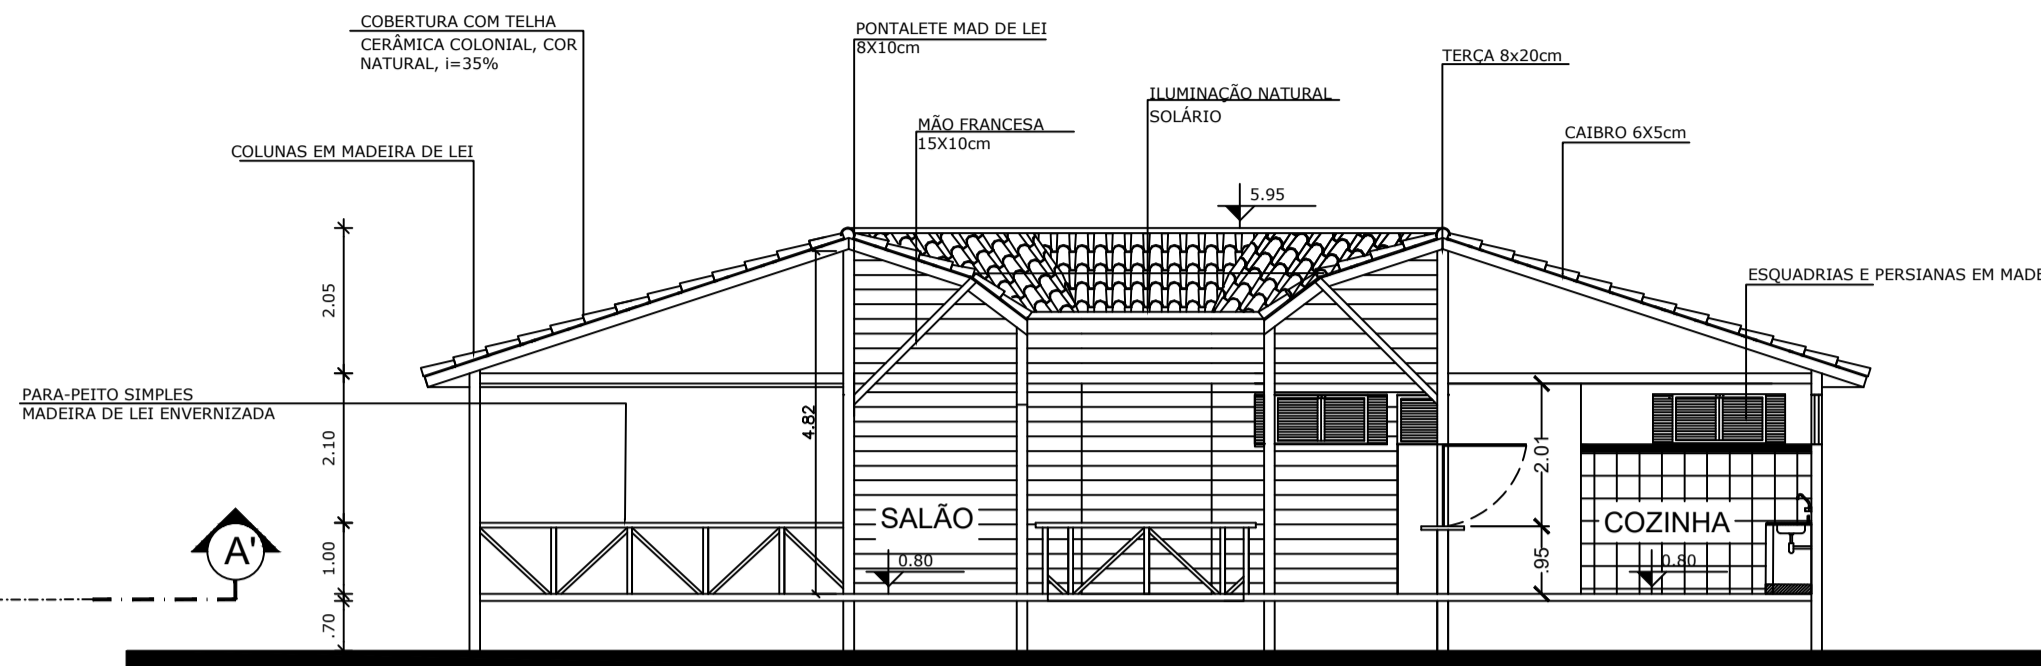 COBERTURA COM TELHA
CERÂMICA COLONIAL, COR
NATURAL, i=35%
PONTALETE MAD DE LEI
8X10cm
TERÇA 8x20cm
ILUMINAÇÃO NATURAL
SOLÁRIO
MÃO FRANCESA
15X10cm
CAIBRO 6X5cm
COLUNAS EM MADEIRA DE LEI
5.95
ESQUADRIAS E PERSIANAS EM MADE
2.05
PARA-PEITO SIMPLES
MADEIRA DE LEI ENVERNIZADA
4.82
2.10
2.01
SALÃO
COZINHA
A'
1.00
0.80
.95
0.80
.70